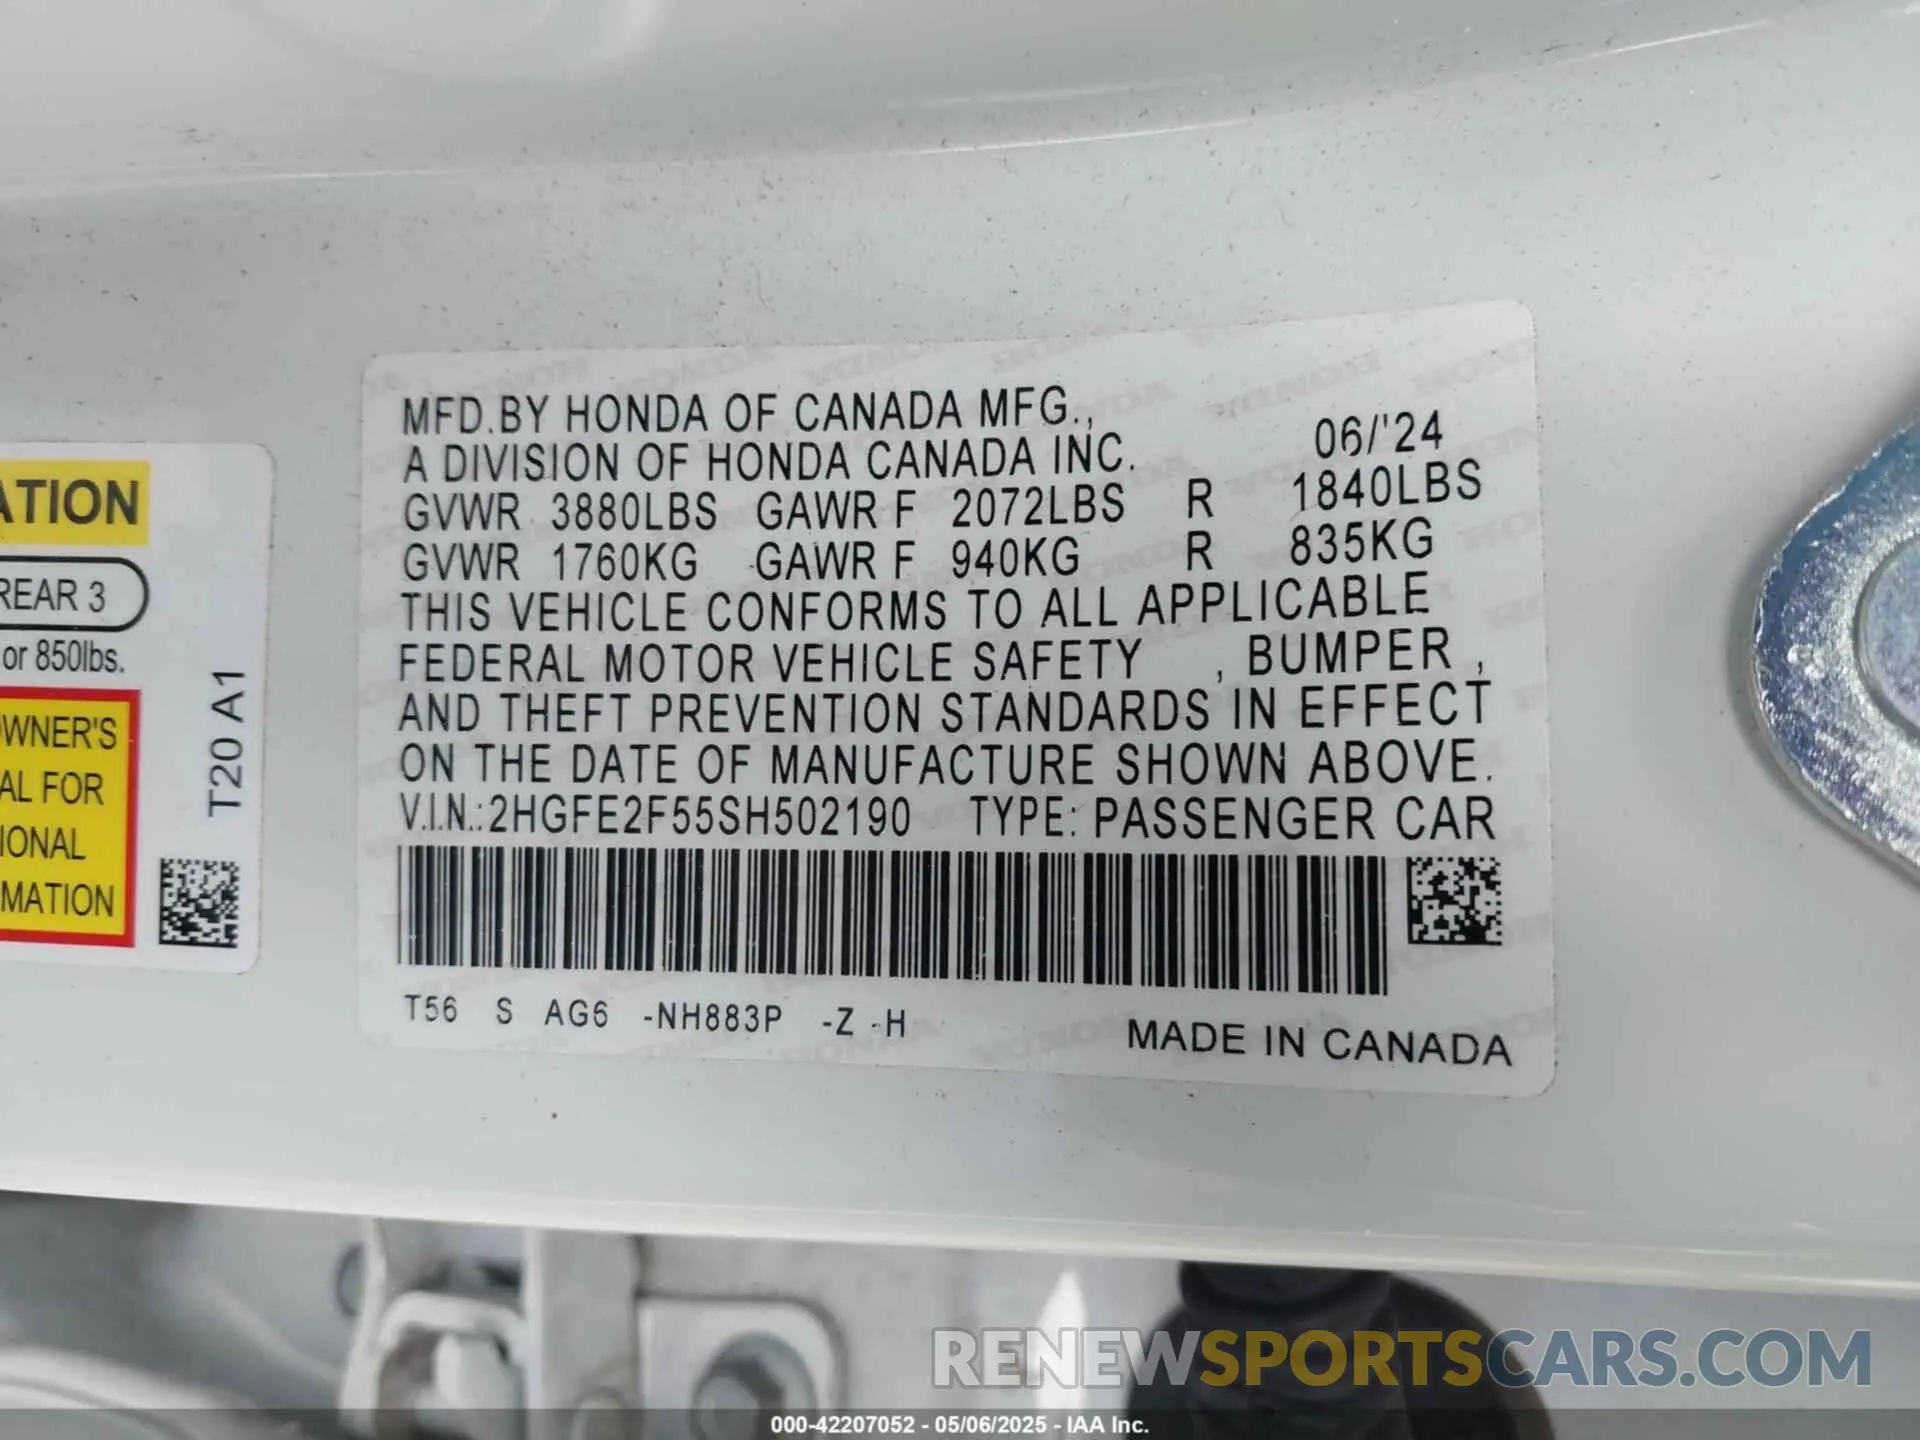 ATION
REAR 3
or 850lbs.
OWNER'S
AL FOR
IONAL
MATION
T20 A1
MFD.BY HONDA OF CANADA MFG.,
A DIVISION OF HONDA CANADA INC. 06/'24
GVWR 3880LBS GAWR F 2072LBS R 1840LBS
GVWR 1760KG GAWR F 940KG R 835KG
THIS VEHICLE CONFORMS TO ALL APPLICABLE
FEDERAL MOTOR VEHICLE SAFETY , BUMPER ,
AND THEFT PREVENTION STANDARDS IN EFFECT
ON THE DATE OF MANUFACTURE SHOWN ABOVE.
V.I.N.:2HGFE2F55SH502190 TYPE: PASSENGER CAR
T56 S AG6 -NH883P -Z -H
MADE IN CANADA
RENEWSPORTSCARS.COM
000-42207052 - 05/06/2025 - IAA Inc.